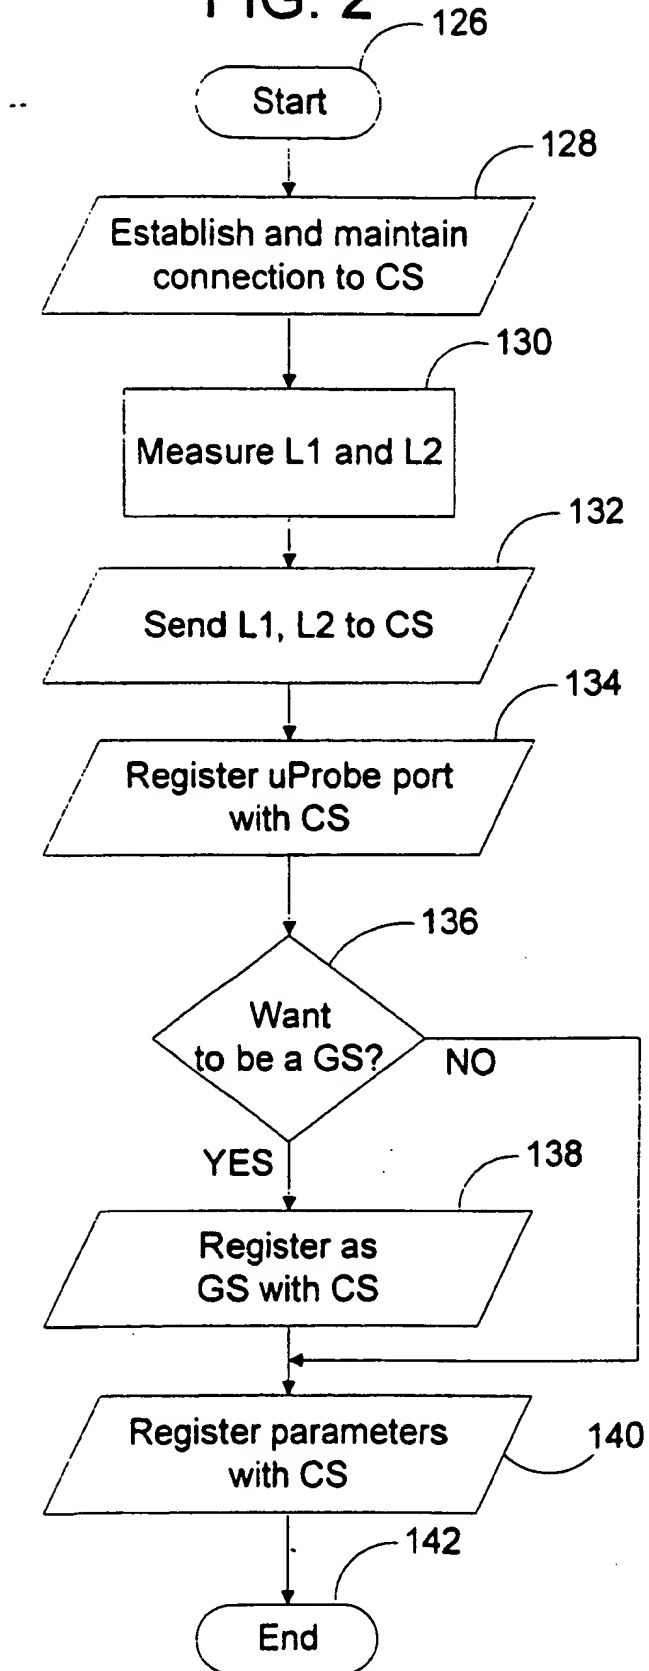 FIG. 2
126
Start
128
Establish and maintain
connection to CS
130
Measure L1 and L2
132
Send L1, L2 to CS
134
Register uProbe port
with CS
136
Want
to be a GS?
NO
YES
138
Register as
GS with CS
Register parameters
with CS
140
142
End